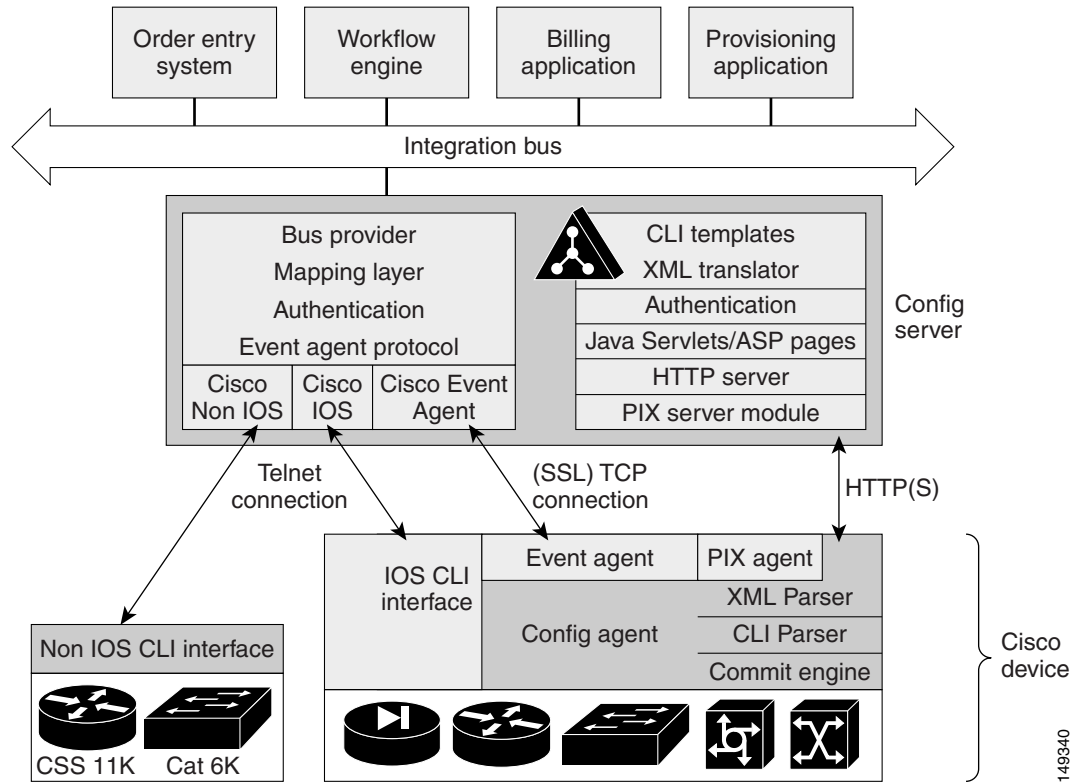 Order entry
system
Workflow
engine
Billing
application
Provisioning
application
Integration bus
Bus provider
Mapping layer
Authentication
Event agent protocol
Cisco
Non IOS
Cisco
IOS
Cisco Event
Agent
CLI templates
XML translator
Authentication
Java Servlets/ASP pages
HTTP server
PIX server module
Config
server
Telnet
connection
(SSL) TCP
connection
HTTP(S)
IOS CLI
interface
Event agent
PIX agent
Config agent
XML Parser
CLI Parser
Commit engine
Cisco
device
Non IOS CLI interface
CSS 11K
Cat 6K
149340